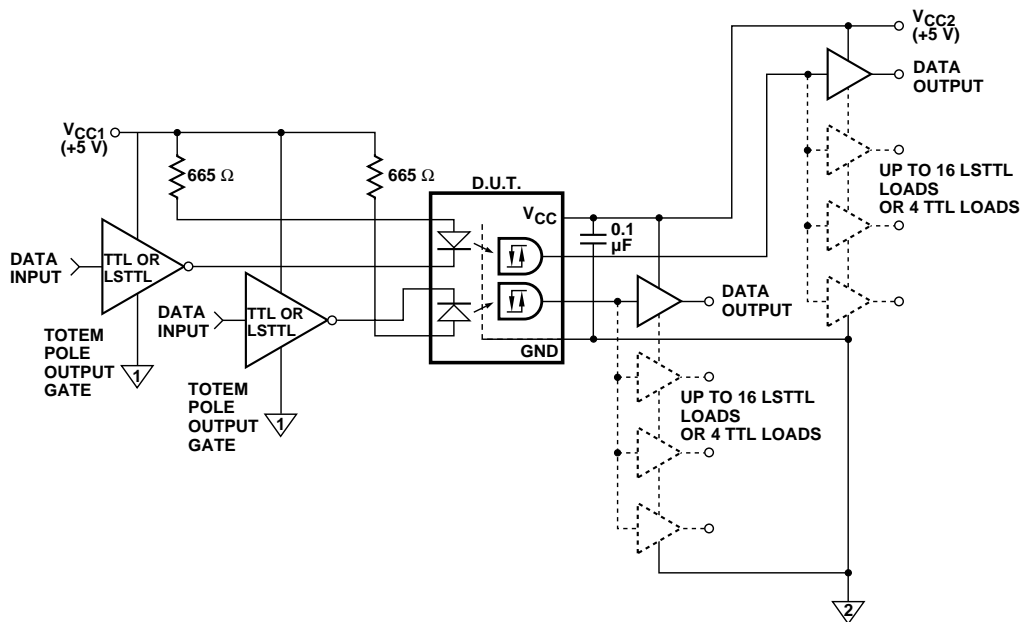 VCC2
(+5 V)
DATA
OUTPUT
VCC1
(+5 V)
665 Ω
665 Ω
D.U.T.
VCC
0.1
µF
UP TO 16 LSTTL
LOADS
OR 4 TTL LOADS
DATA
INPUT
TTL OR
LSTTL
DATA
INPUT
TTL OR
LSTTL
DATA
OUTPUT
GND
TOTEM
POLE
OUTPUT
GATE
1
TOTEM
POLE
OUTPUT
GATE
1
UP TO 16 LSTTL
LOADS
OR 4 TTL LOADS
2